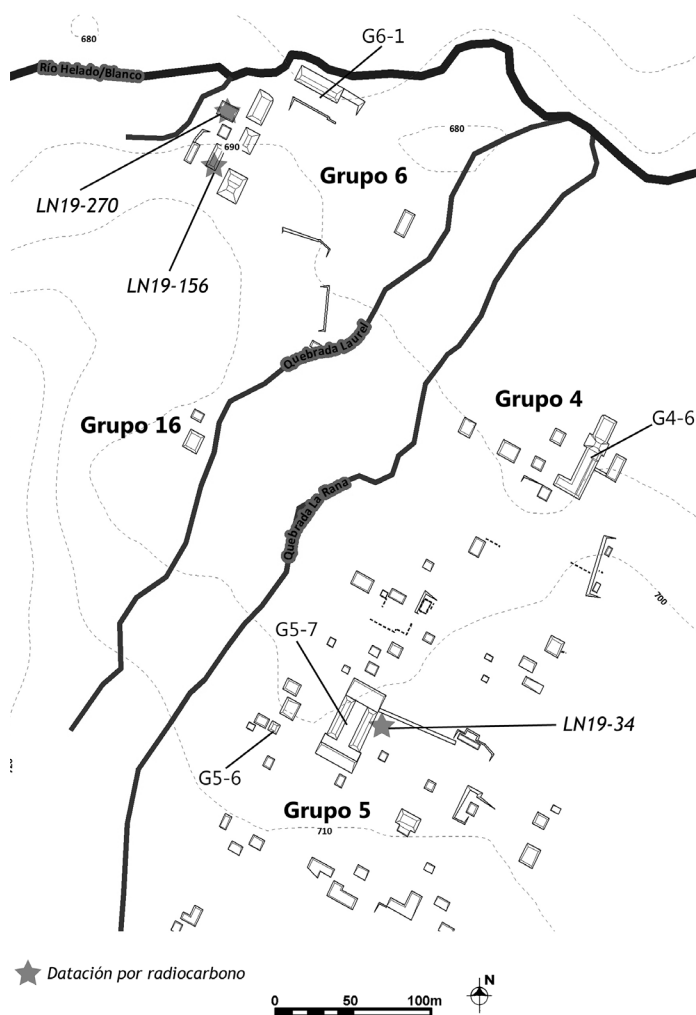 680
G6-1
Río Helado/Blanco
680
690
Grupo 6
LN19-270
LN19-156
Quebrada Laurel
Grupo 4
G4-6
Grupo 16
Quebrada La Rana
700
G5-7
LN19-34
720
G5-6
Grupo 5
710
Datación por radiocarbono
N
0 50 100m